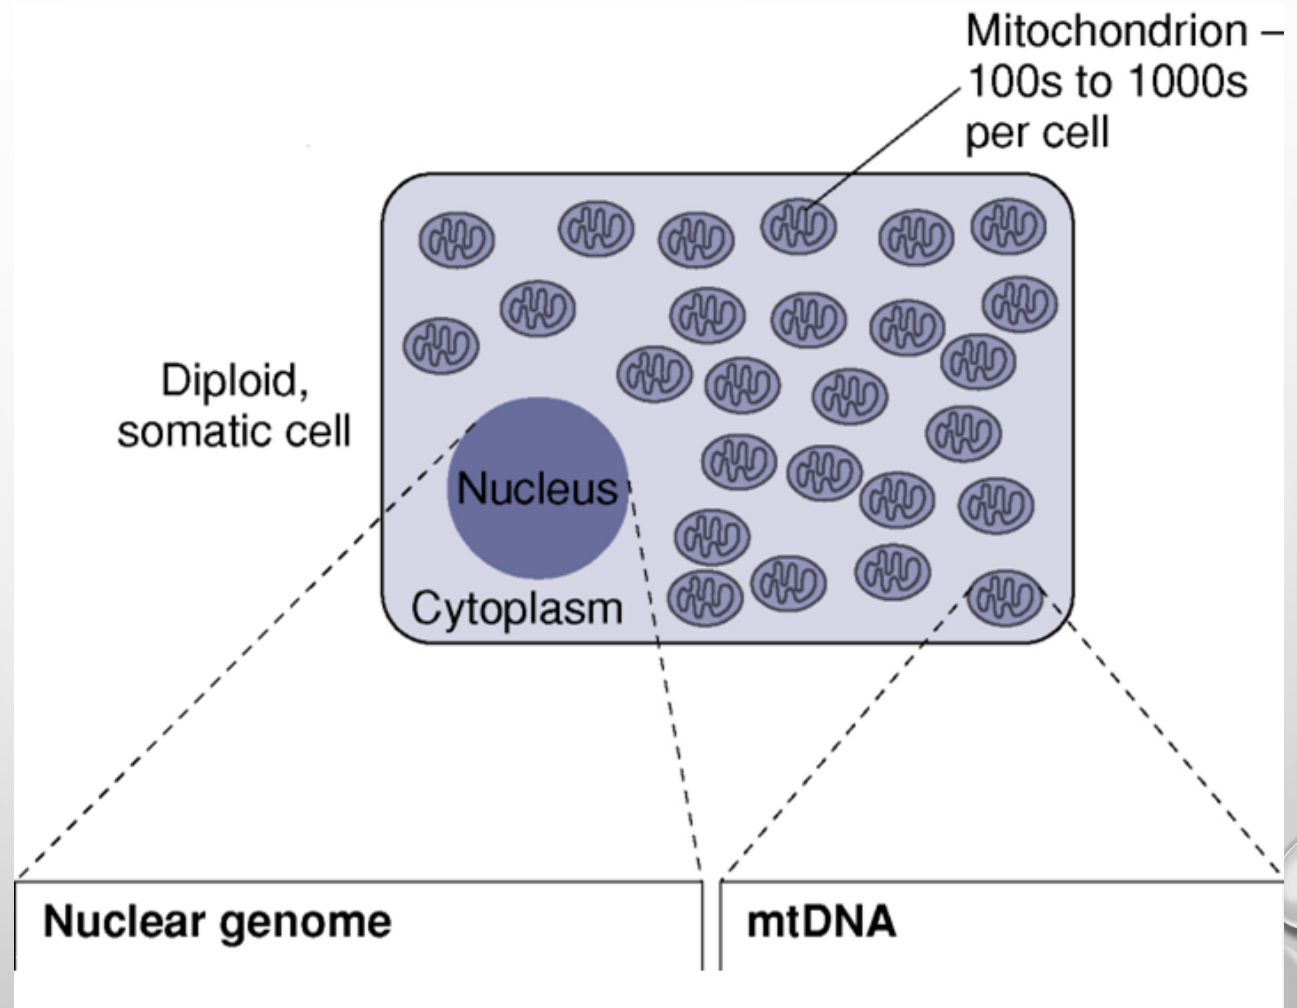 Mitochondrion –
100s to 1000s
per cell
Diploid,
somatic cell
Nucleus
Cytoplasm
Nuclear genome
mtDNA